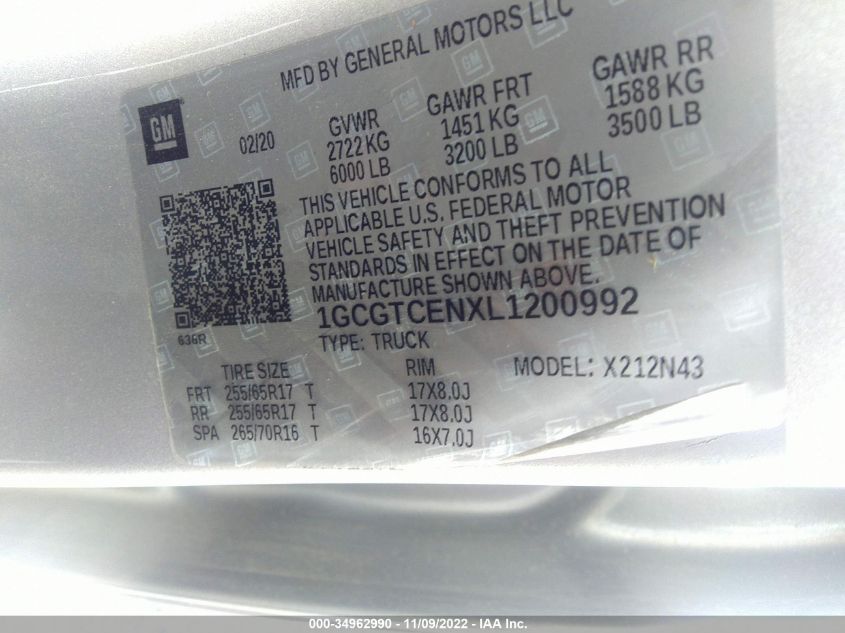 MFD BY GENERAL MOTORS LLC
GM
02/20
GVWR
2722 KG
6000 LB
GAWR FRT
1451 KG
3200 LB
GAWR RR
1588 KG
3500 LB
THIS VEHICLE CONFORMS TO ALL
APPLICABLE U.S. FEDERAL MOTOR
VEHICLE SAFETY AND THEFT PREVENTION
STANDARDS IN EFFECT ON THE DATE OF
MANUFACTURE SHOWN ABOVE.
1GCGTCENXL1200992
63GR
TYPE: TRUCK
MODEL: X212N43
TIRE SIZE RIM
FRT 255/65R17 T 17X8.0J
RR 255/65R17 T 17X8.0J
SPA 265/70R16 T 16X7.0J
000-34962990 - 11/09/2022 - IAA Inc.